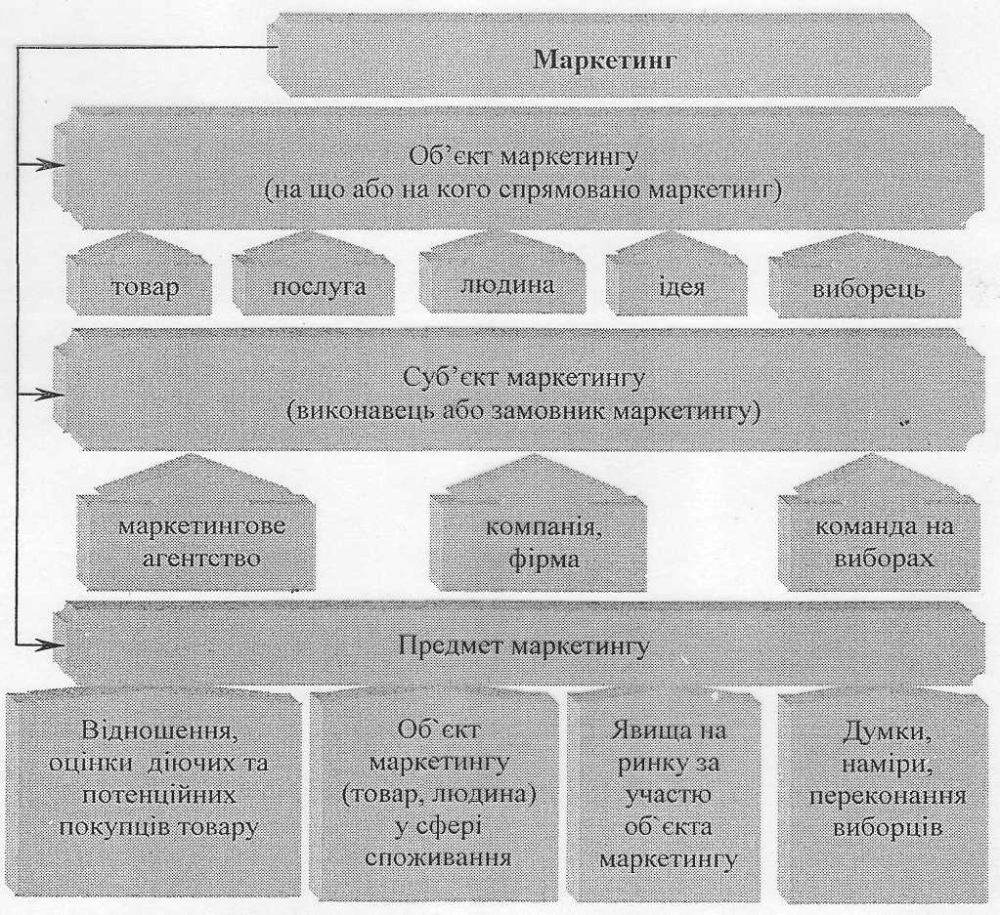 Маркетинг
Об’єкт маркетингу
(на що або на кого спрямовано маркетинг)
товар
послуга
людина
ідея
виборець
Суб’єкт маркетингу
(виконавець або замовник маркетингу)
маркетингове
агентство
компанія,
фірма
команда на
виборах
Предмет маркетингу
Відношення,
оцінки діючих та
потенційних
покупців товару
Об`єкт
маркетингу
(товар, людина)
у сфері
споживання
Явища на
ринку за
участю
об`єкта
маркетингу
Думки,
наміри,
переконання
виборців